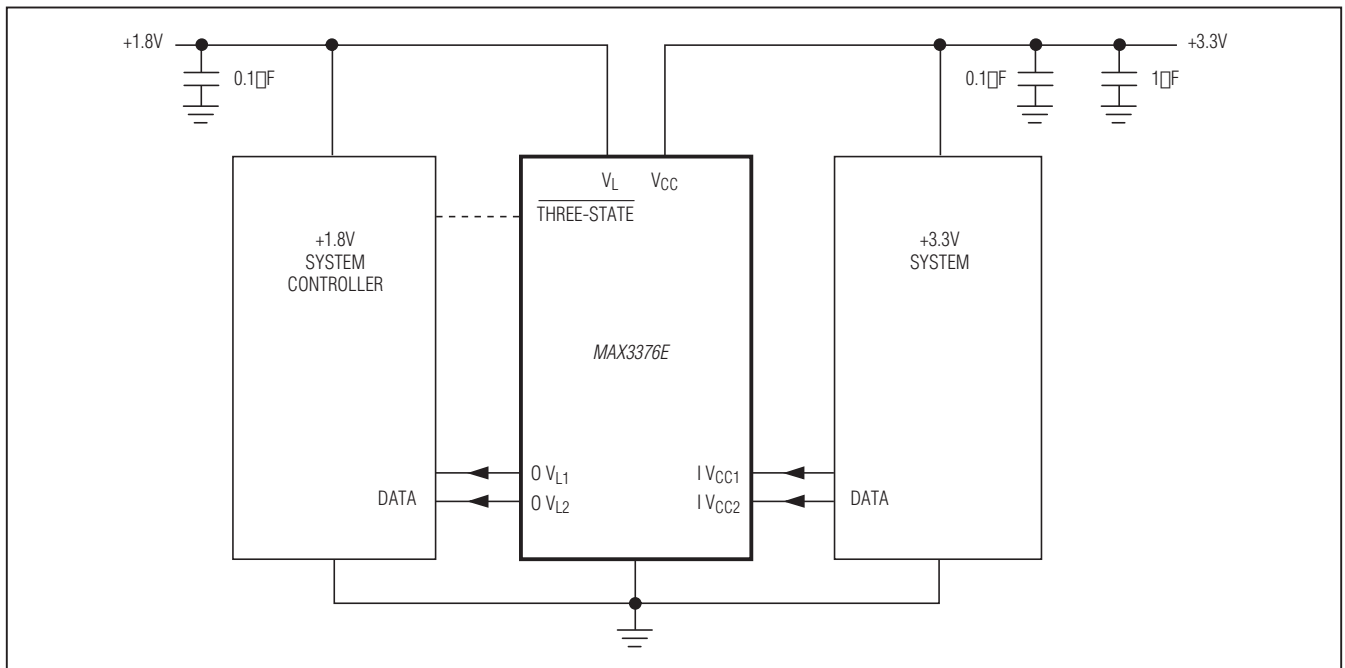 +1.8V
+3.3V
0.1▯F
0.1▯F
1▯F
VL
VCC
THREE-STATE
+1.8V
SYSTEM
CONTROLLER
+3.3V
SYSTEM
MAX3376E
O VL1
I VCC1
DATA
O VL2
I VCC2
DATA